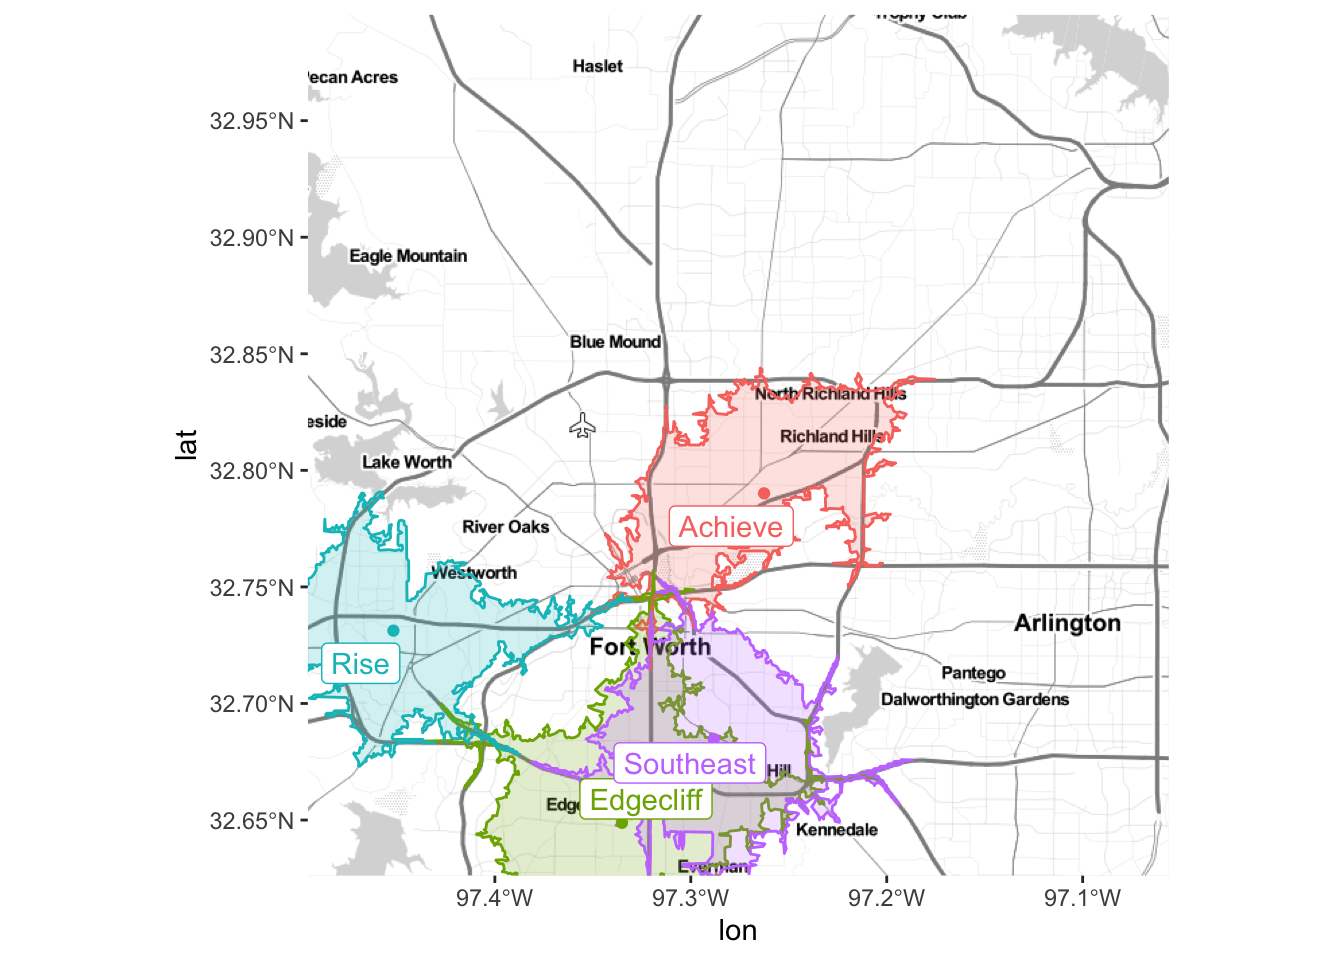 Trophy Club
Haslet
Pecan Acres
32.95°N
32.90°N
Eagle Mountain
32.85°N
Blue Mound
North Richland Hills
eside
Richland Hills
lat
Lake Worth
32.80°N
River Oaks
Achieve
Westworth
32.75°N
Arlington
Fort Worth
Rise
Pantego
32.70°N
Dalworthington Gardens
Southeast
Hill
Edgecliff
Edge
32.65°N
Kennedale
Everman
97.4°W
97.3°W
97.2°W
97.1°W
lon